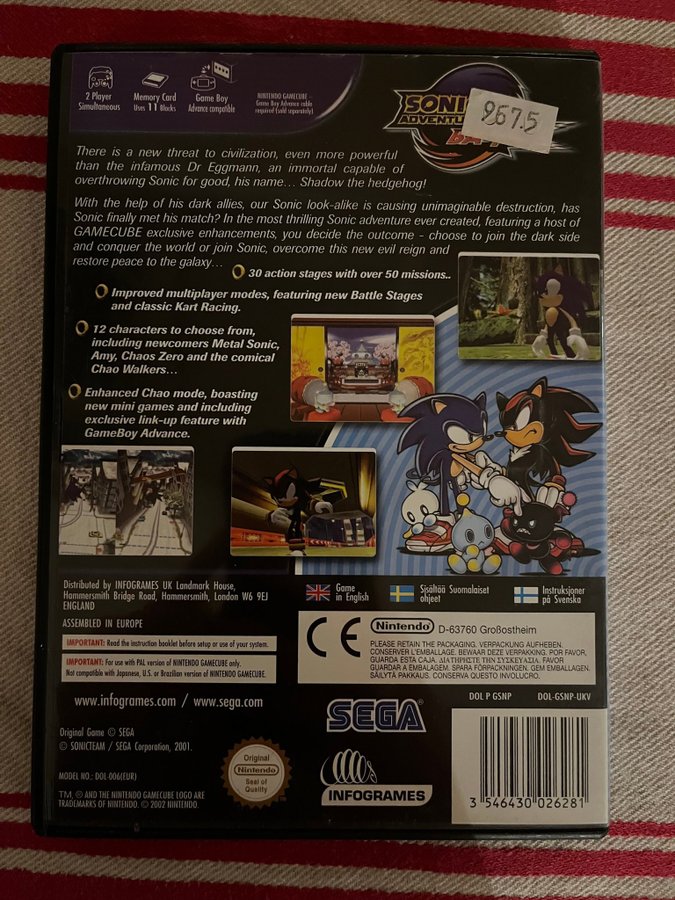 2 Player
Simultaneous
Memory Card
Uses 11 Blocks
Game Boy
Advance compatible
NINTENDO GAMECUBE –
Game Boy Advance cable
required (sold separately)
SONIC
ADVENTURE
967.5
There is a new threat to civilization, even more powerful
than the infamous Dr Eggmann, an immortal capable of
overthrowing Sonic for good, his name... Shadow the hedgehog!
With the help of his dark allies, our Sonic look-alike is causing unimaginable destruction, has
Sonic finally met his match? In the most thrilling Sonic adventure ever created, featuring a host of
GAMECUBE exclusive enhancements, you decide the outcome - choose to join the dark side
and conquer the world or join Sonic, overcome this new evil reign and
restore peace to the galaxy...
30 action stages with over 50 missions..
Improved multiplayer modes, featuring new Battle Stages
and classic Kart Racing.
12 characters to choose from,
including newcomers Metal Sonic,
Amy, Chaos Zero and the comical
Chao Walkers...
Enhanced Chao mode, boasting
new mini games and including
exclusive link-up feature with
GameBoy Advance.
Distributed by INFOGRAMES UK Landmark House,
Hammersmith Bridge Road, Hammersmith, London W6 9EJ
ENGLAND
ASSEMBLED IN EUROPE
IMPORTANT: Read the instruction booklet before setup or use of your system.
IMPORTANT: For use with PAL version of NINTENDO GAMECUBE only.
Not compatible with Japanese, U.S. or Brazilian version of NINTENDO GAMECUBE.
www.infogrames.com / www.sega.com
Game
in English
Sisältöä Suomalaiset
ohjeet
Instruksjoner
på Svenska
CE
Nintendo
D-63760 Großostheim
PLEASE RETAIN THE PACKAGING. VERPACKUNG AUFHEBEN.
CONSERVER L'EMBALLAGE. BEWAAR DEZE VERPAKKING. POR FAVOR,
GUARDA ESTA CAJA. ΔΙΑΤΗΡΗΣΤΕ ΤΗΝ ΣΥΣΚΕΥΑΣΙΑ. FAVOR
GUARDAR A EMBALAGEM. SPARA FÖRPACKNINGEN. GEM EMBALLAGEN.
SÄILYTÄ PAKKAUS. CONSERVA QUESTO INVOLUCRO.
DOL P GSNP
DOL-GSNP-UKV
SEGA
Original Game © SEGA
© SONICTEAM / SEGA Corporation, 2001.
MODEL NO.: DOL-006(EUR)
TM, ® AND THE NINTENDO GAMECUBE LOGO ARE
TRADEMARKS OF NINTENDO. © 2002 NINTENDO.
Original
Nintendo
Seal of
Quality
INFOGRAMES
3 546430 026281